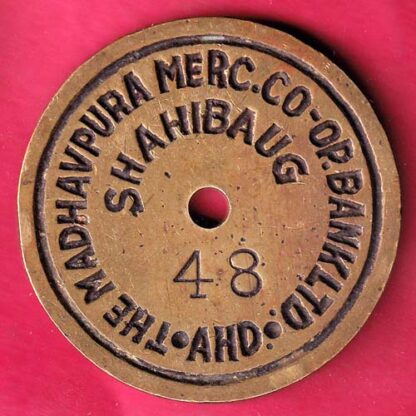 THE MADHAVPURA MERC.CO-OP.BANK LTD:
SHAHIBAUG
48
•AHD•